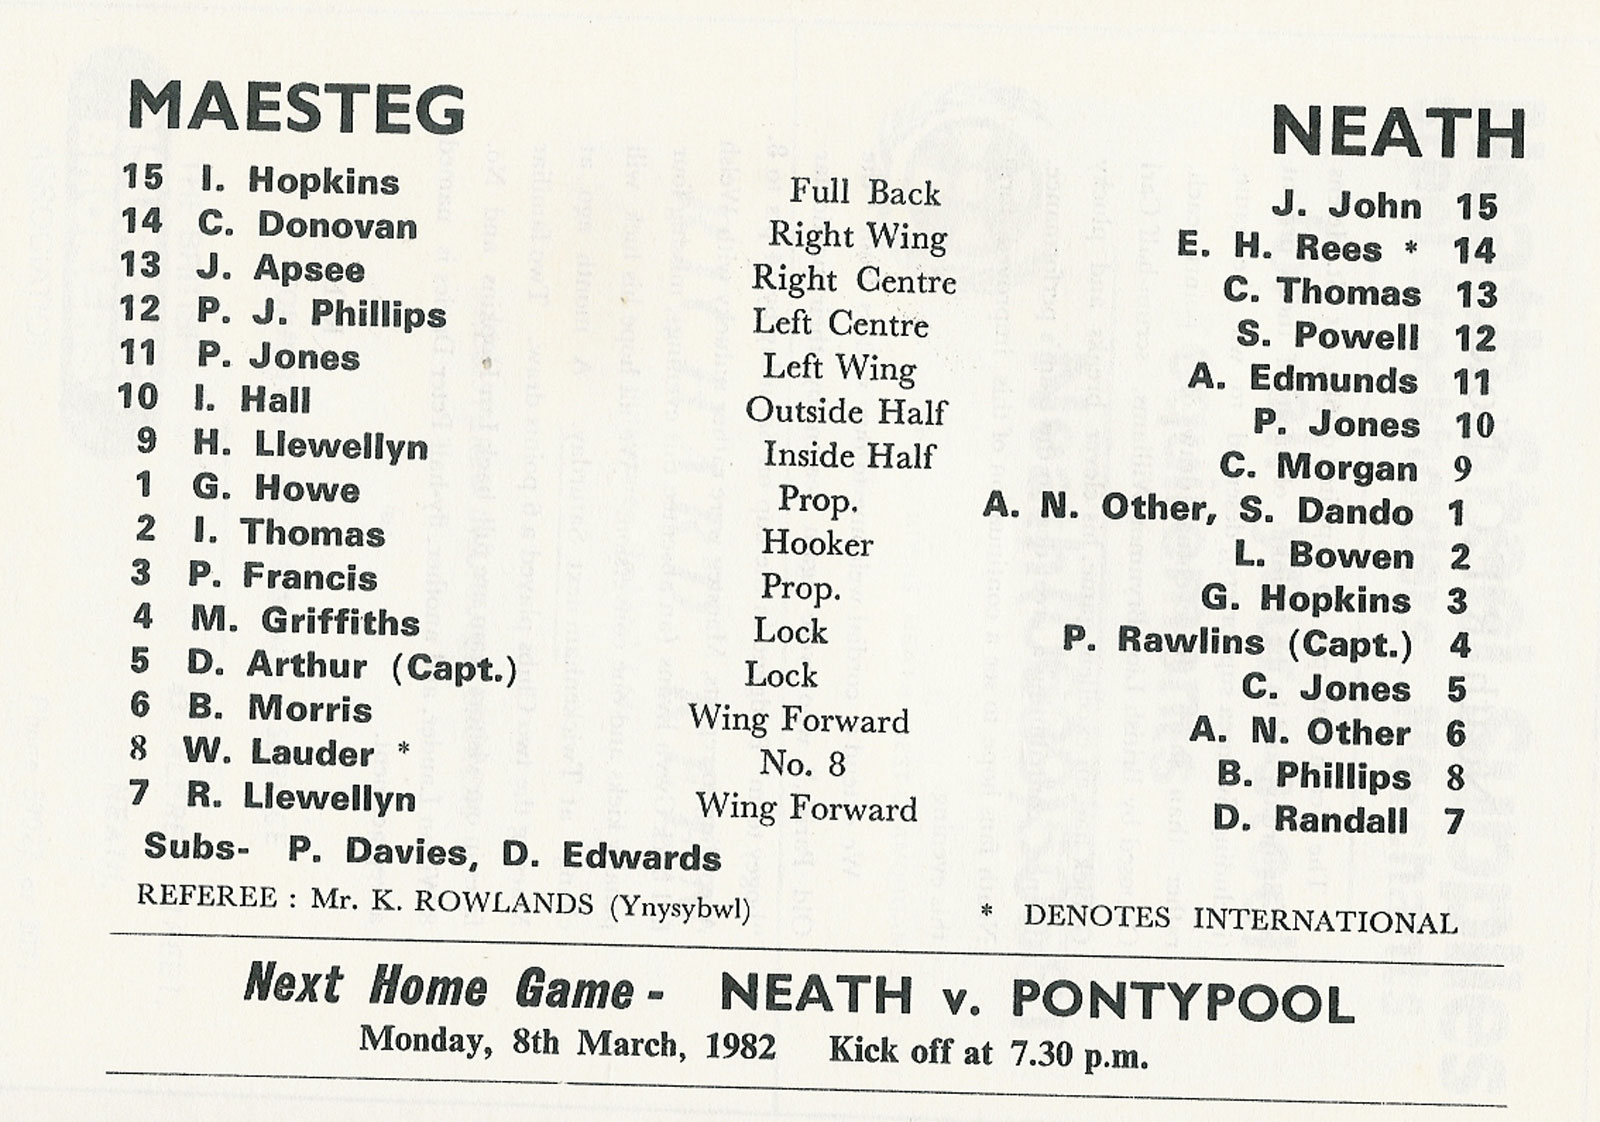 MAESTEG NEATH
15 I. Hopkins Full Back J. John 15
14 C. Donovan Right Wing E. H. Rees * 14
13 J. Apsee Right Centre C. Thomas 13
12 P. J. Phillips Left Centre S. Powell 12
11 P. Jones Left Wing A. Edmunds 11
10 I. Hall Outside Half P. Jones 10
9 H. Llewellyn Inside Half C. Morgan 9
1 G. Howe Prop. A. N. Other, S. Dando 1
2 I. Thomas Hooker L. Bowen 2
3 P. Francis Prop. G. Hopkins 3
4 M. Griffiths Lock P. Rawlins (Capt.) 4
5 D. Arthur (Capt.) Lock C. Jones 5
6 B. Morris Wing Forward A. N. Other 6
8 W. Lauder * No. 8 B. Phillips 8
7 R. Llewellyn Wing Forward D. Randall 7
Subs- P. Davies, D. Edwards
REFEREE : Mr. K. ROWLANDS (Ynysybwl) * DENOTES INTERNATIONAL
Next Home Game - NEATH v. PONTYPOOL
Monday, 8th March, 1982 Kick off at 7.30 p.m.